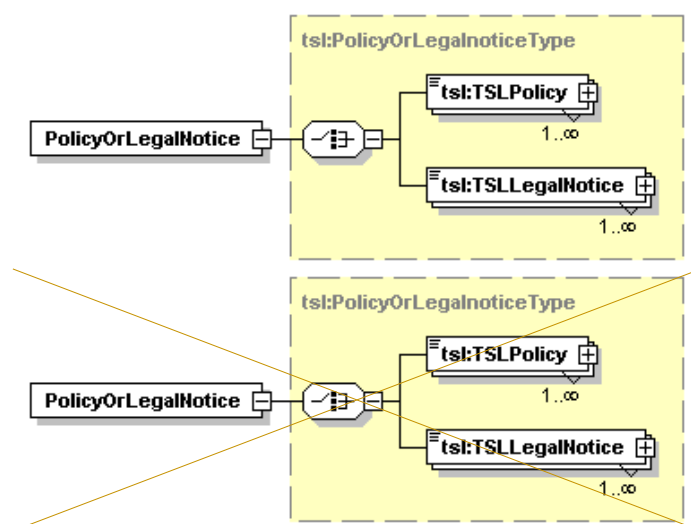 tsl:PolicyOrLegalnoticeType
tsl:TSLPolicy
PolicyOrLegalNotice
1..∞
tsl:TSLLegalNotice
1..∞
tsl:PolicyOrLegalnoticeType
tsl:TSLPolicy
PolicyOrLegalNotice
1..∞
tsl:TSLLegalNotice
1..∞